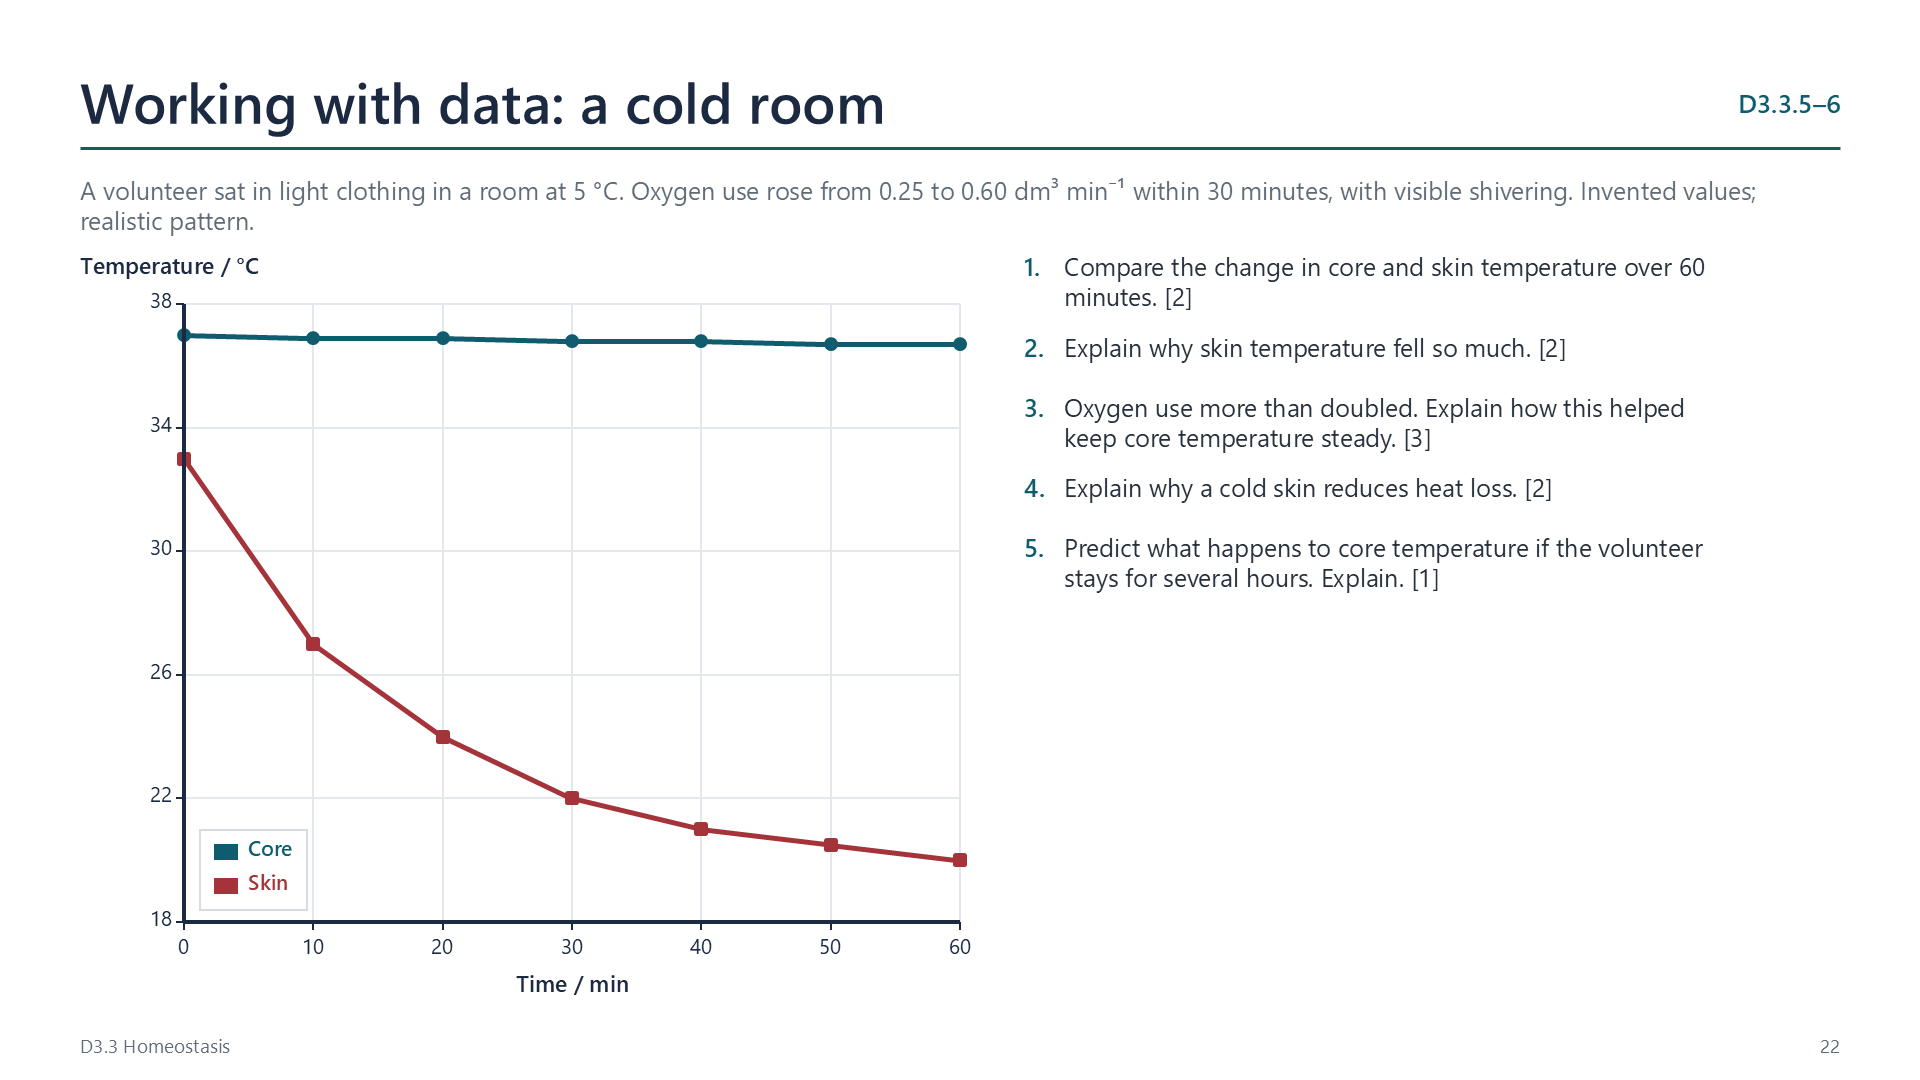 Working with data: a cold room
D3.3.5–6
A volunteer sat in light clothing in a room at 5 °C. Oxygen use rose from 0.25 to 0.60 dm³ min⁻¹ within 30 minutes, with visible shivering. Invented values;
realistic pattern.
Temperature / °C
38
34
30
26
22
18
Core
Skin
0 10 20 30 40 50 60
Time / min
1. Compare the change in core and skin temperature over 60
minutes. [2]
2. Explain why skin temperature fell so much. [2]
3. Oxygen use more than doubled. Explain how this helped
keep core temperature steady. [3]
4. Explain why a cold skin reduces heat loss. [2]
5. Predict what happens to core temperature if the volunteer
stays for several hours. Explain. [1]
D3.3 Homeostasis
22